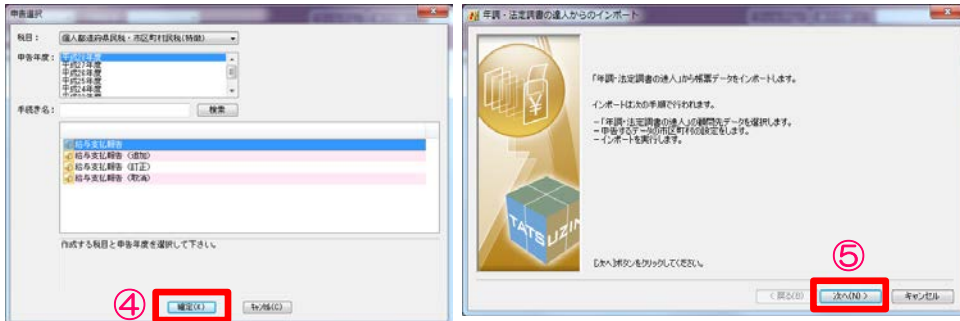 申告選択
税目：
個人都道府県民税・市区町村民税(特徴)
申告年度：
平成28年度
平成27年度
平成26年度
平成25年度
平成24年度
手続き名：
検索
給与支払報告
給与支払報告（追加）
給与支払報告（訂正）
給与支払報告（取消）
作成する税目と申告年度を選択して下さい。
④
確定(X)
ｷｬﾝｾﾙ(C)
年調・法定調書の達人からのインポート
「年調・法定調書の達人」から帳票データをインポートします。
インポートは次の手順で行われます。
－「年調・法定調書の達人」の顧問先データを選択します。
－申告するデータの市区町村の設定をします。
－インポートを実行します。
TATSUZIN
[次へ]ボタンをクリックしてください。
⑤
< 戻る(B)
次へ(N) >
キャンセル